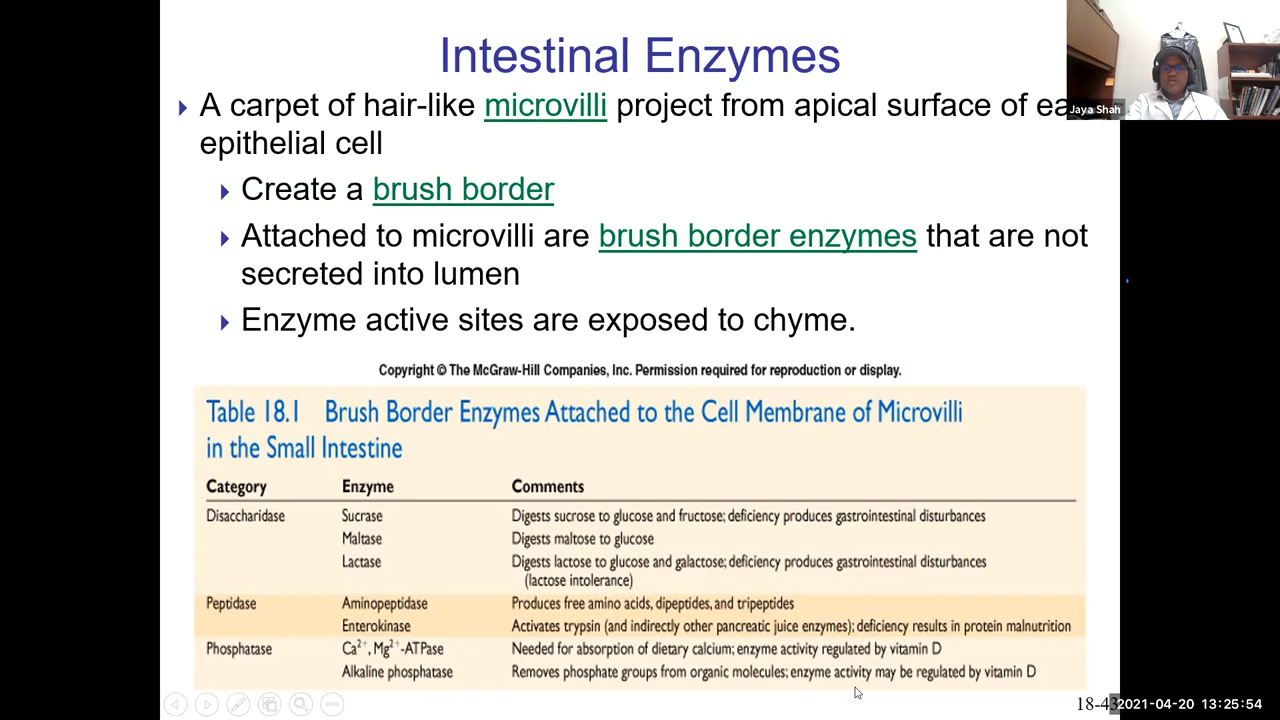 Intestinal Enzymes
A carpet of hair-like microvilli project from apical surface of
epithelial cell
Create a brush border
Attached to microvilli are brush border enzymes that are not
secreted into lumen
Enzyme active sites are exposed to chyme.
Jaya Shah
Copyright © The McGraw-Hill Companies, Inc. Permission required for reproduction or display.
Table 18.1 Brush Border Enzymes Attached to the Cell Membrane of Microvilli
in the Small Intestine
Category Enzyme Comments
Disaccharidase Sucrase Digests sucrose to glucose and fructose; deficiency produces gastrointestinal disturbances
Maltase Digests maltose to glucose
Lactase Digests lactose to glucose and galactose; deficiency produces gastrointestinal disturbances
(lactose intolerance)
Peptidase Aminopeptidase Produces free amino acids, dipeptides, and tripeptides
Enterokinase Activates trypsin (and indirectly other pancreatic juice enzymes); deficiency results in protein malnutrition
Phosphatase Ca²⁺, Mg²⁺-ATPase Needed for absorption of dietary calcium; enzyme activity regulated by vitamin D
Alkaline phosphatase Removes phosphate groups from organic molecules; enzyme activity may be regulated by vitamin D
18-43
2021-04-20 13:25:54